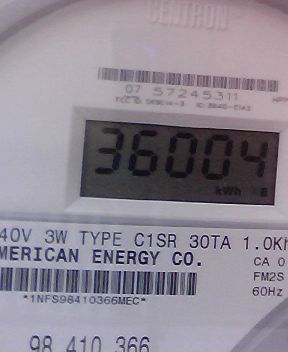 CENTRON
07 57245311
36004
kWh
40V 3W TYPE C1SR 30TA 1.0Kh
MERICAN ENERGY CO.
CA 0
FM2S
60Hz
*1NFS98410366MEC*
98 410 366